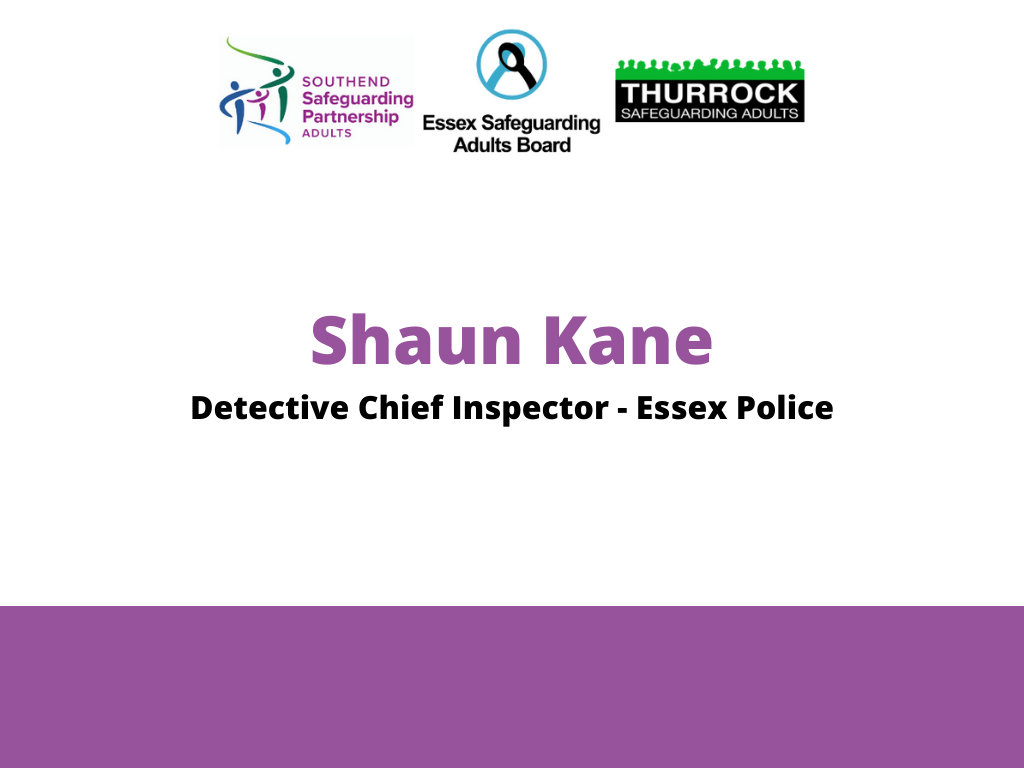 SOUTHEND
Safeguarding
Partnership
ADULTS
Essex Safeguarding
Adults Board
THURROCK
SAFEGUARDING ADULTS
Shaun Kane
Detective Chief Inspector - Essex Police